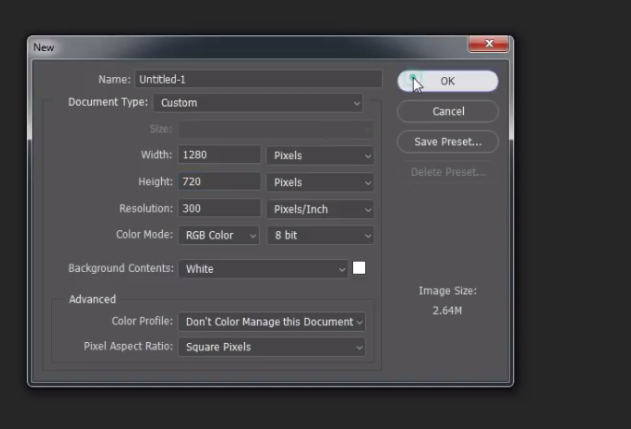 New
Name: Untitled-1
OK
Document Type: Custom
Cancel
Size:
Width: 1280 Pixels
Save Preset...
Height: 720 Pixels
Delete Preset...
Resolution: 300 Pixels/Inch
Color Mode: RGB Color 8 bit
Background Contents: White
Image Size:
2.64M
Advanced
Color Profile: Don't Color Manage this Document
Pixel Aspect Ratio: Square Pixels